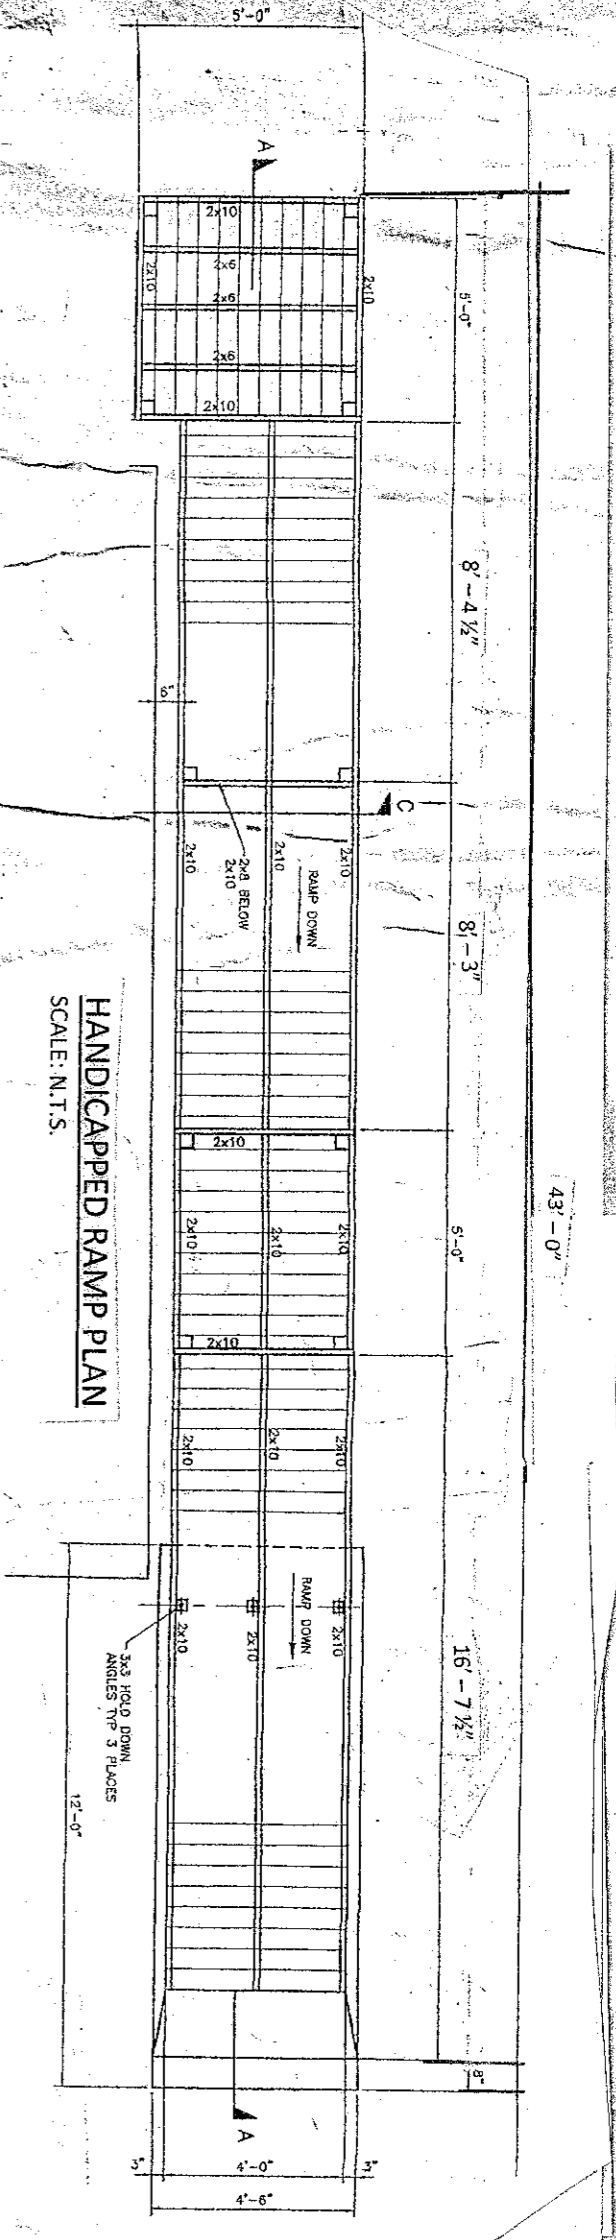 5'-0"
A
2x10
2x6
2x10
2x6
2x10
2x6
2x10
5'-0"
8'-4 ½"
6"
C
2x8 BELOW
2x10
2x10
2x10
2x10
RAMP DOWN
8'-3"
43'-0"
2x10
2x10
2x10
2x10
2x10
5'-0"
2x10
2x10
2x10
RAMP DOWN
2x10
2x10
2x10
3x3 HOLD DOWN
ANGLES TYP 3 PLACES
16'-7 ½"
12'-0"
8"
A
3"
4'-0"
3"
4'-6"
HANDICAPPED RAMP PLAN
SCALE: N.T.S.